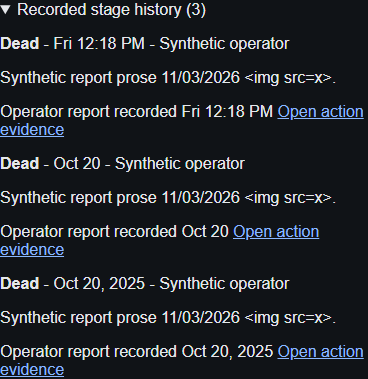 ▼ Recorded stage history (3)
Dead - Fri 12:18 PM - Synthetic operator
Synthetic report prose 11/03/2026 <img src=x>.
Operator report recorded Fri 12:18 PM Open action
evidence
Dead - Oct 20 - Synthetic operator
Synthetic report prose 11/03/2026 <img src=x>.
Operator report recorded Oct 20 Open action
evidence
Dead - Oct 20, 2025 - Synthetic operator
Synthetic report prose 11/03/2026 <img src=x>.
Operator report recorded Oct 20, 2025 Open action
evidence